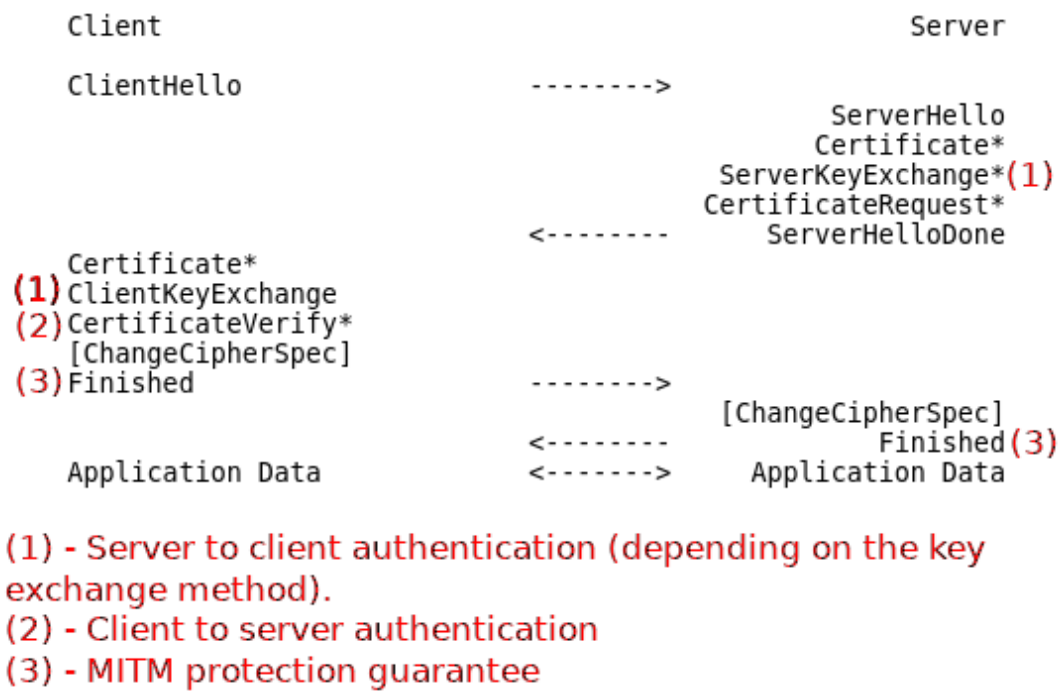 Client Server
ClientHello -------->
ServerHello
Certificate*
ServerKeyExchange*(1)
CertificateRequest*
<-------- ServerHelloDone
Certificate*
(1) ClientKeyExchange
(2) CertificateVerify*
[ChangeCipherSpec]
(3) Finished -------->
[ChangeCipherSpec]
<-------- Finished (3)
Application Data <-------> Application Data
(1) - Server to client authentication (depending on the key
exchange method).
(2) - Client to server authentication
(3) - MITM protection guarantee